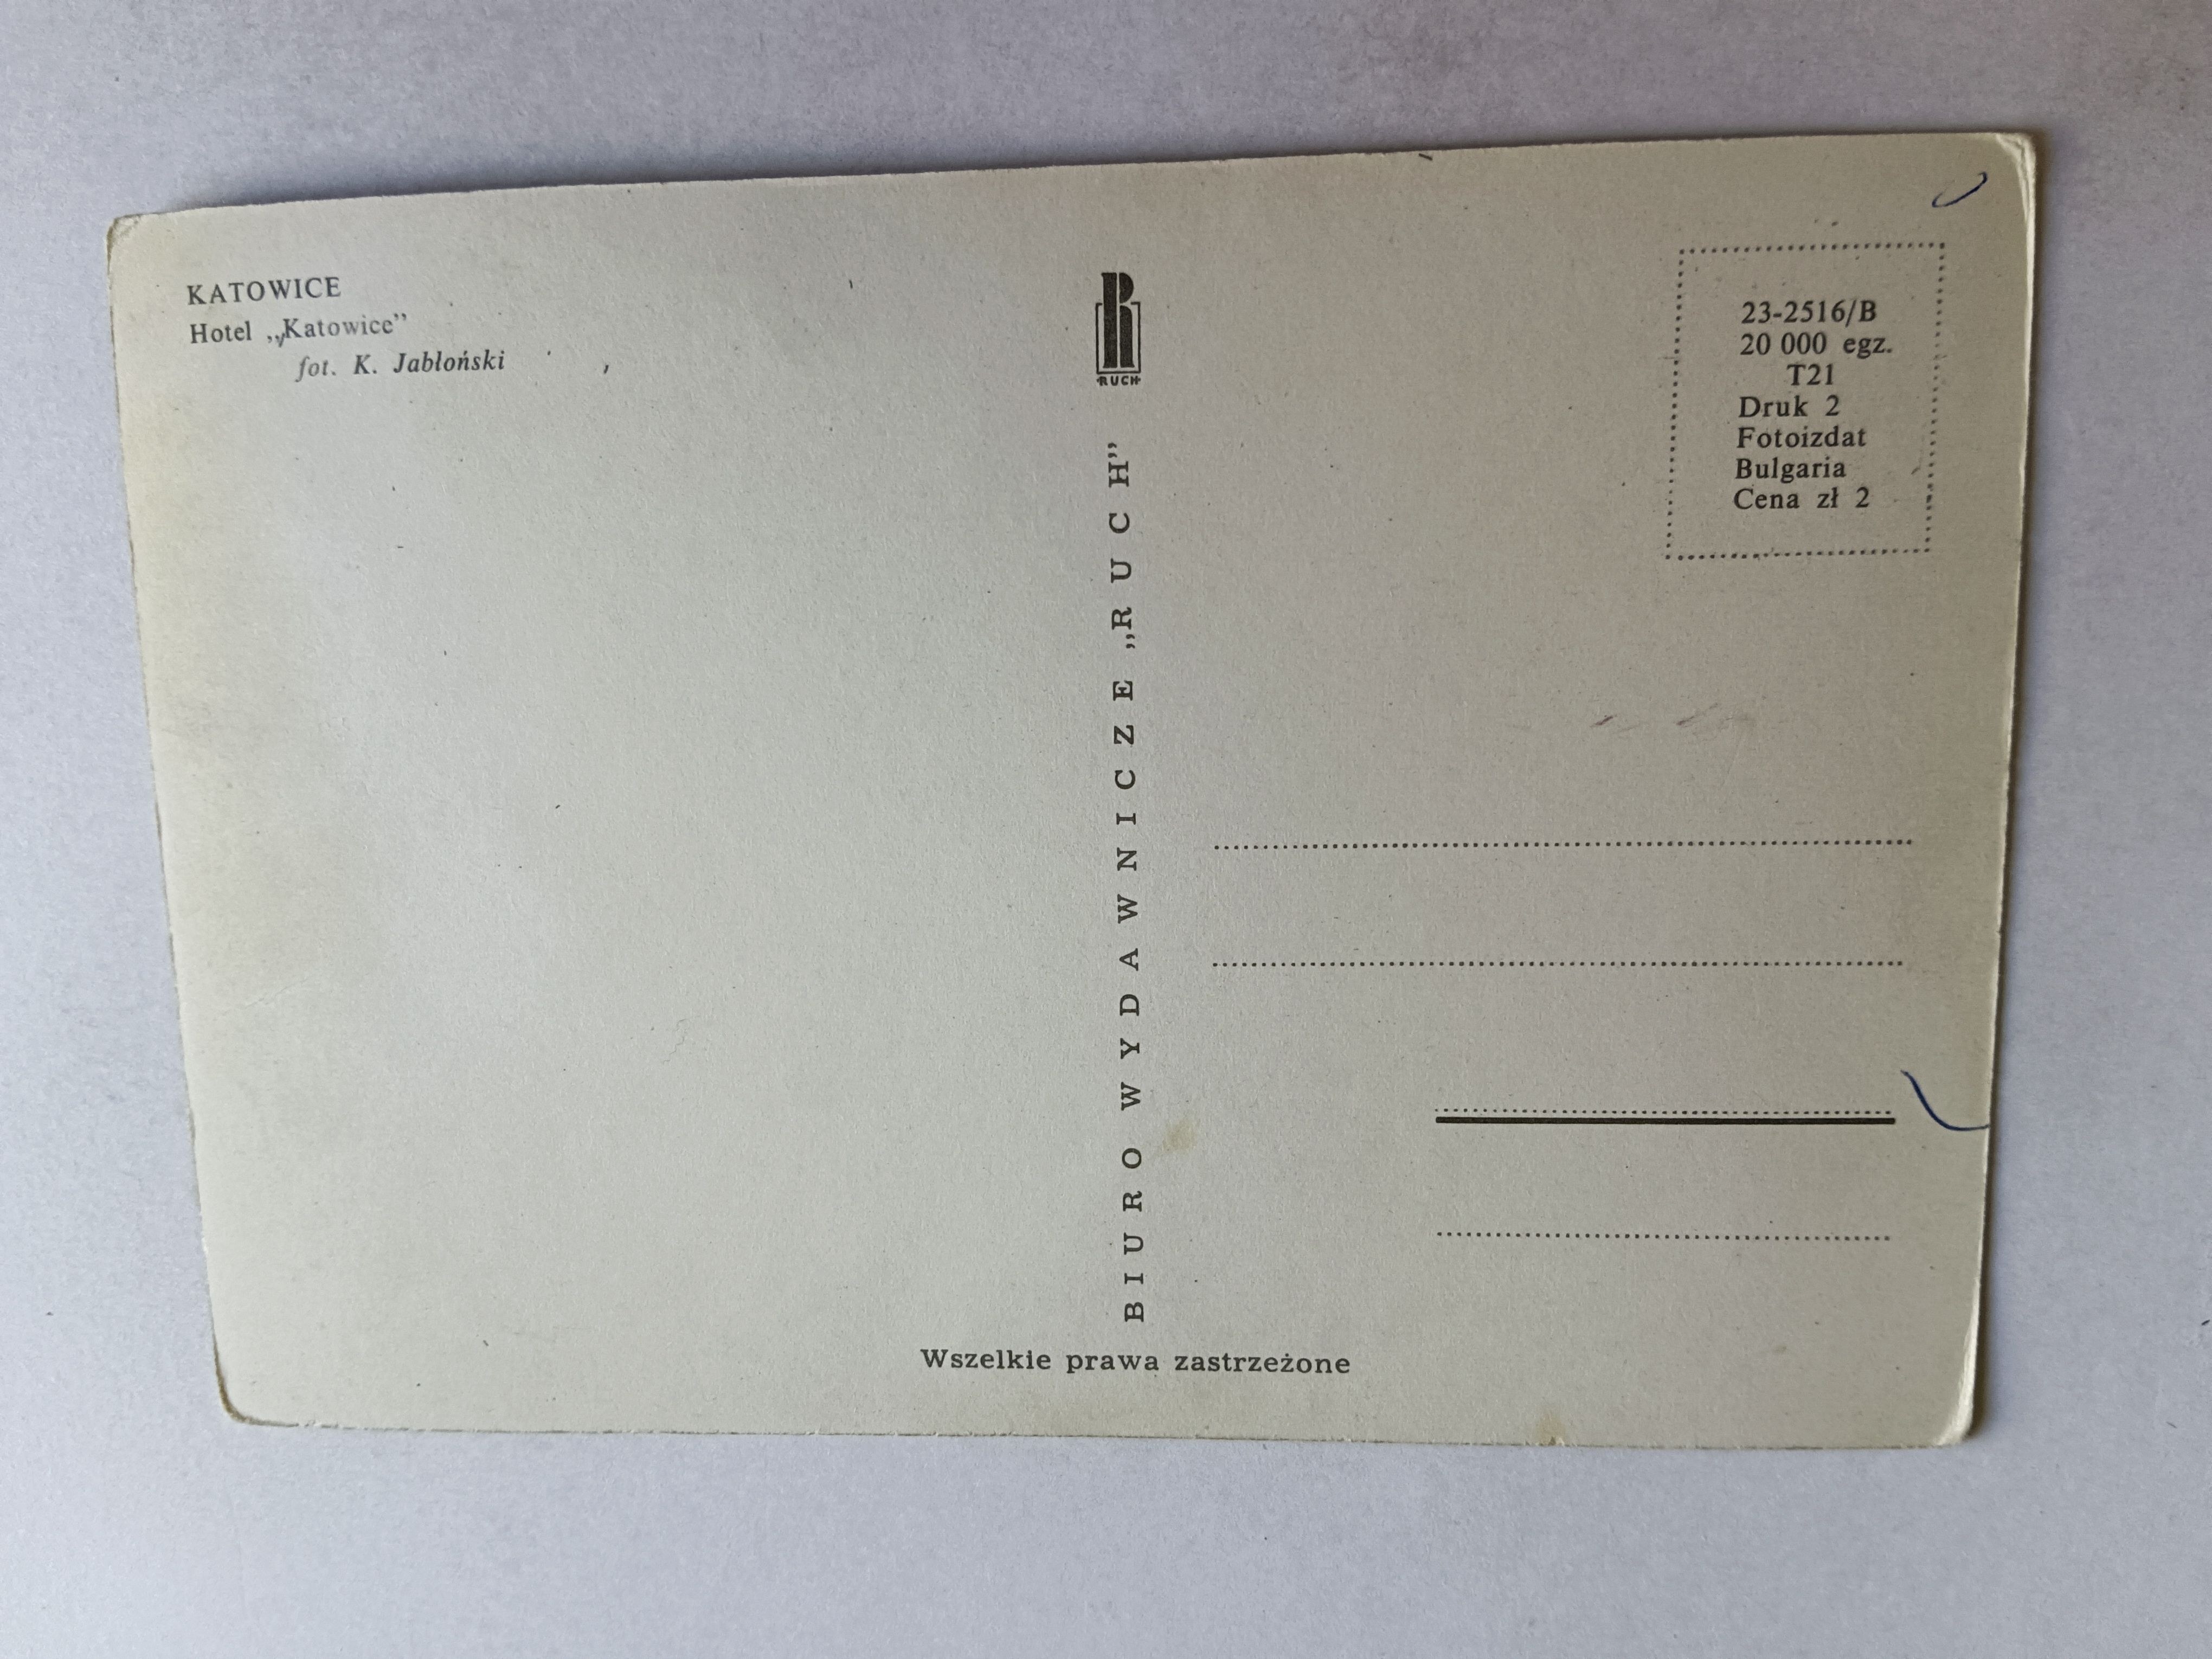 KATOWICE
Hotel „Katowice”
fot. K. Jabłoński
RUCH
BIURO WYDAWNICZE „RUCH”
23-2516/B
20 000 egz.
T21
Druk 2
Fotoizdat
Bulgaria
Cena zł 2
Wszelkie prawa zastrzeżone